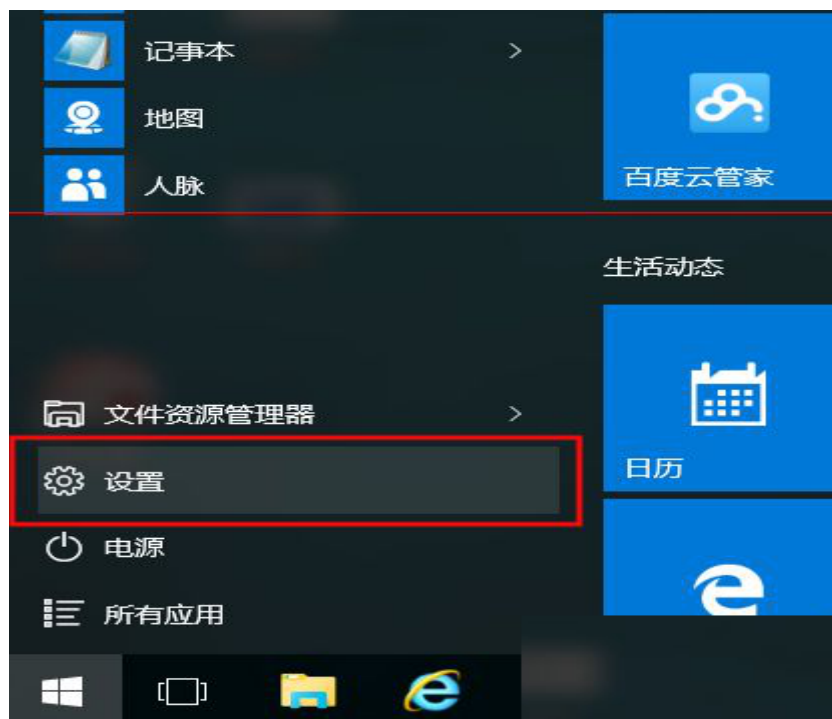 记事本
地图
人脉
百度云管家
生活动态
文件资源管理器
设置
日历
电源
所有应用